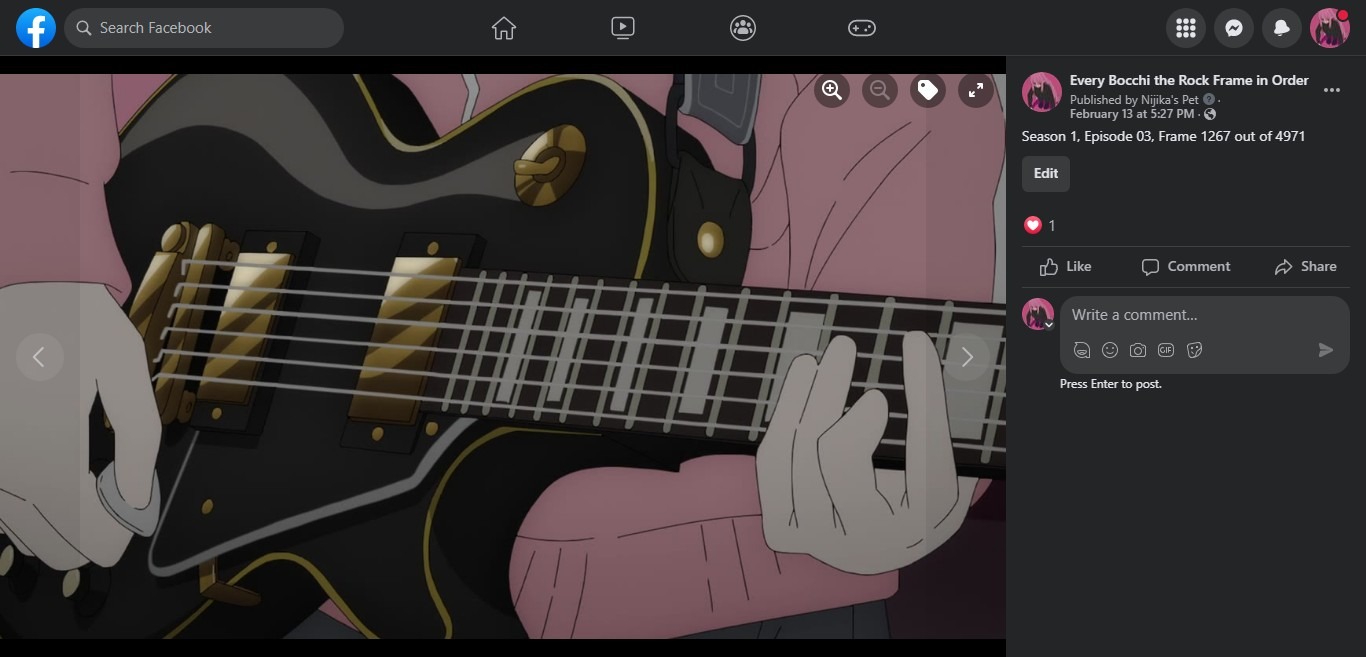 Search Facebook
Every Bocchi the Rock Frame in Order
Published by Nijika's Pet ·
February 13 at 5:27 PM ·
Season 1, Episode 03, Frame 1267 out of 4971
Edit
1
Like Comment Share
Write a comment...
GIF
Press Enter to post.